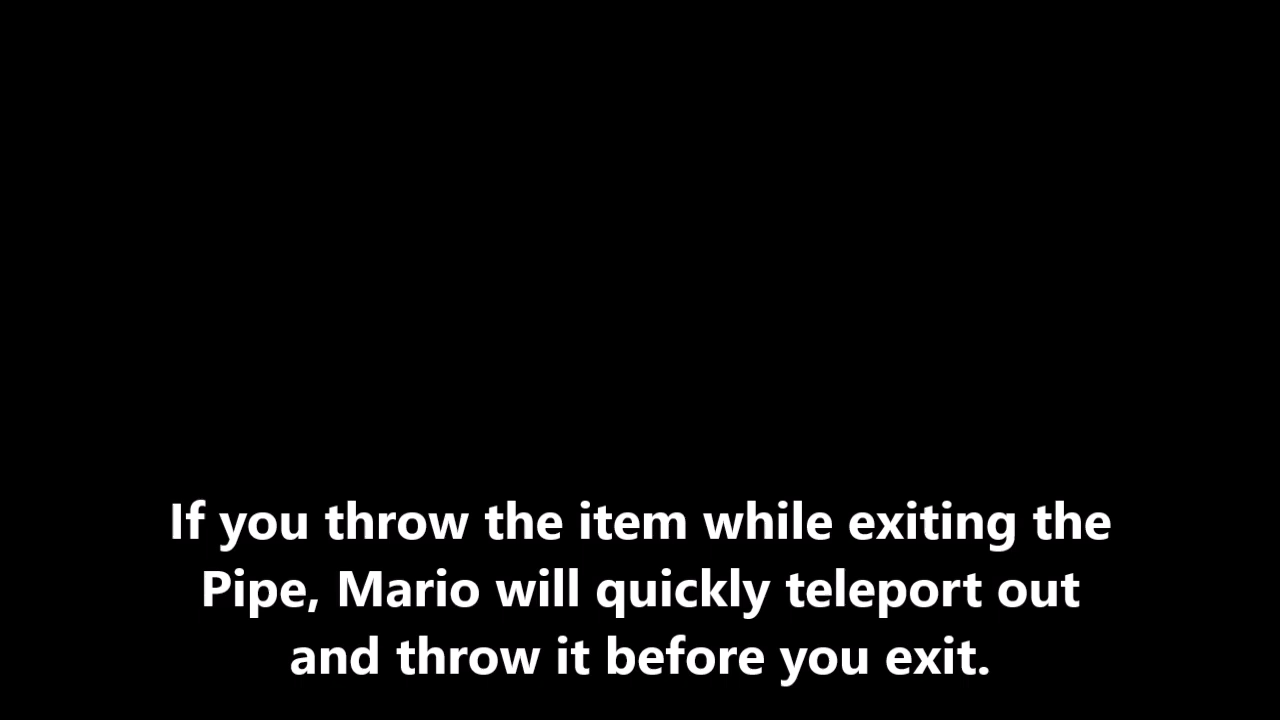 If you throw the item while exiting the
Pipe, Mario will quickly teleport out
and throw it before you exit.